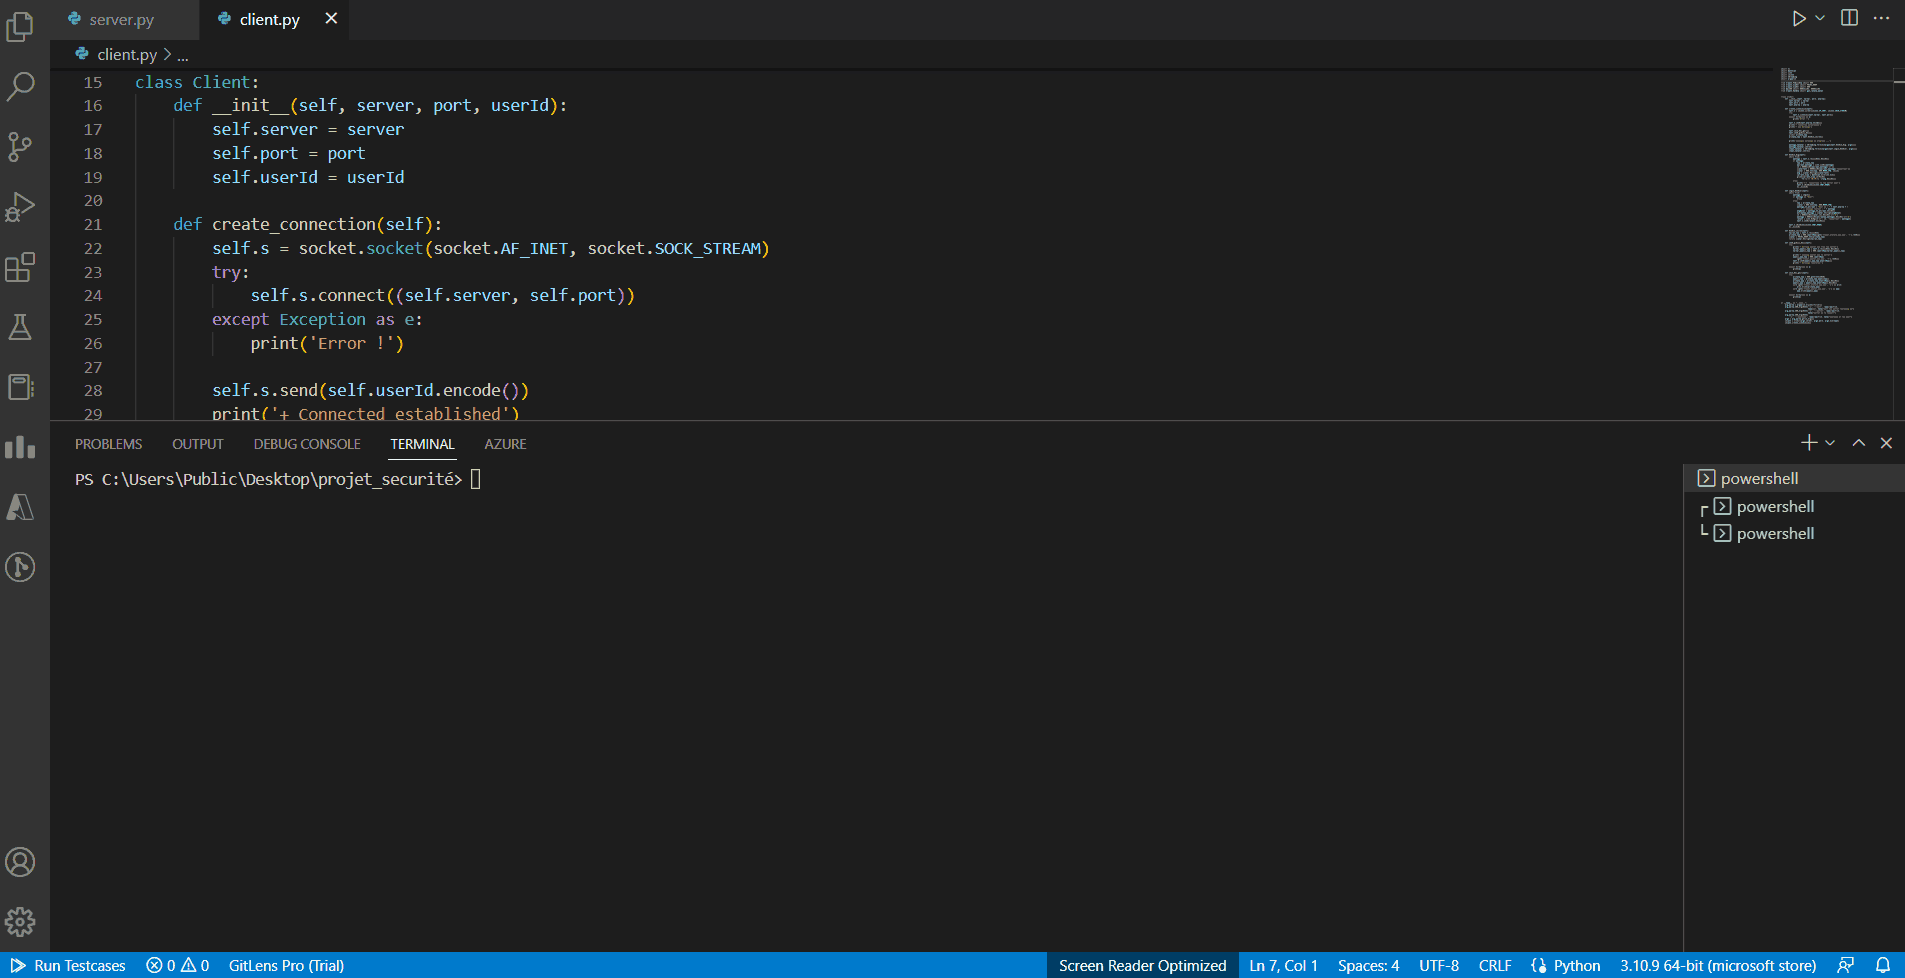 server.py
client.py
client.py > ...
15 class Client:
16 def __init__(self, server, port, userId):
17 self.server = server
18 self.port = port
19 self.userId = userId
20
21 def create_connection(self):
22 self.s = socket.socket(socket.AF_INET, socket.SOCK_STREAM)
23 try:
24 self.s.connect((self.server, self.port))
25 except Exception as e:
26 print('Error !')
27
28 self.s.send(self.userId.encode())
29 print('+ Connected established')
PROBLEMS OUTPUT DEBUG CONSOLE TERMINAL AZURE
PS C:\Users\Public\Desktop\projet_securité>
powershell
powershell
powershell
Run Testcases 0 0 GitLens Pro (Trial) Screen Reader Optimized Ln 7, Col 1 Spaces: 4 UTF-8 CRLF Python 3.10.9 64-bit (microsoft store)